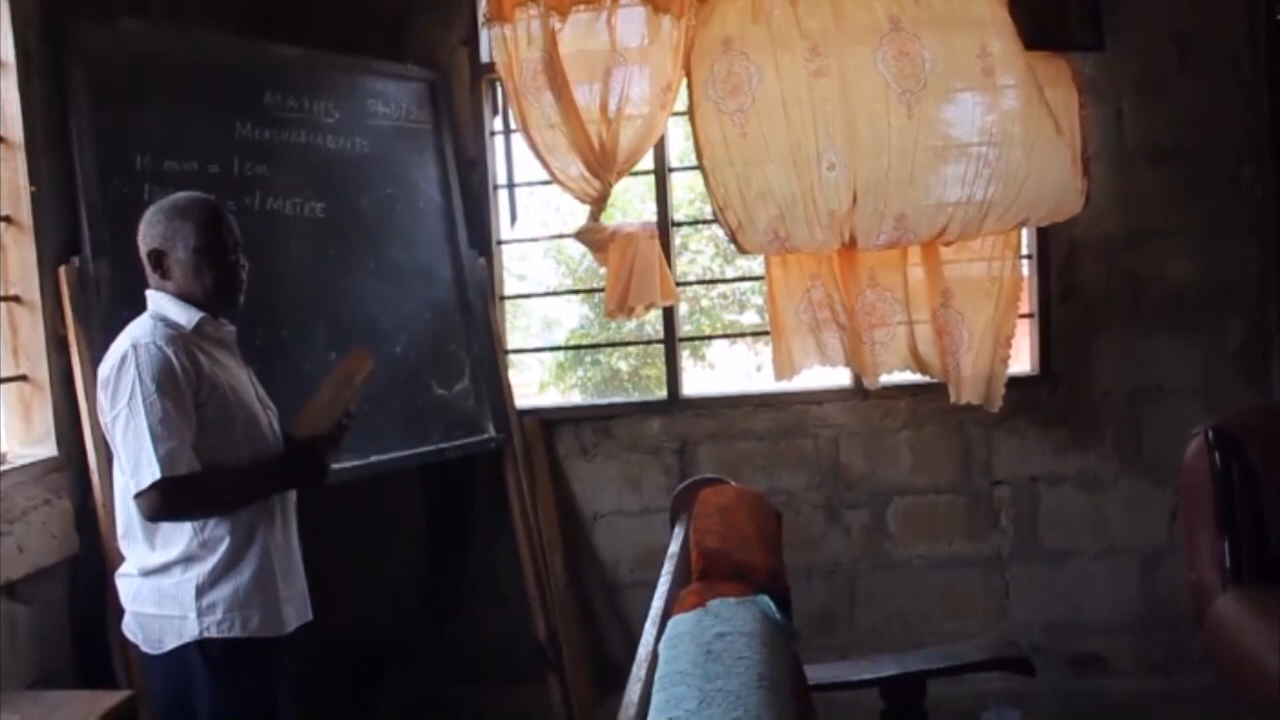 MATHS
MEASUREMENTS
10 mm = 1 cm
= 1 METRE